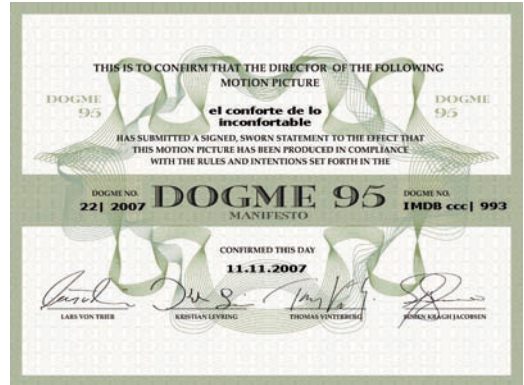 THIS IS TO CONFIRM THAT THE DIRECTOR OF THE FOLLOWING
MOTION PICTURE
DOGME
95
DOGME
95
el conforte de lo
inconfortable
HAS SUBMITTED A SIGNED, SWORN STATEMENT TO THE EFFECT THAT
THIS MOTION PICTURE HAS BEEN PRODUCED IN COMPLIANCE
WITH THE RULES AND INTENTIONS SET FORTH IN THE
DOGME NO.
22| 2007
DOGME 95
MANIFESTO
DOGME NO.
IMDB ccc| 993
CONFIRMED THIS DAY
11.11.2007
LARS VON TRIER
KRISTIAN LEVRING
THOMAS VINTERBERG
SØREN KRAGH JACOBSEN